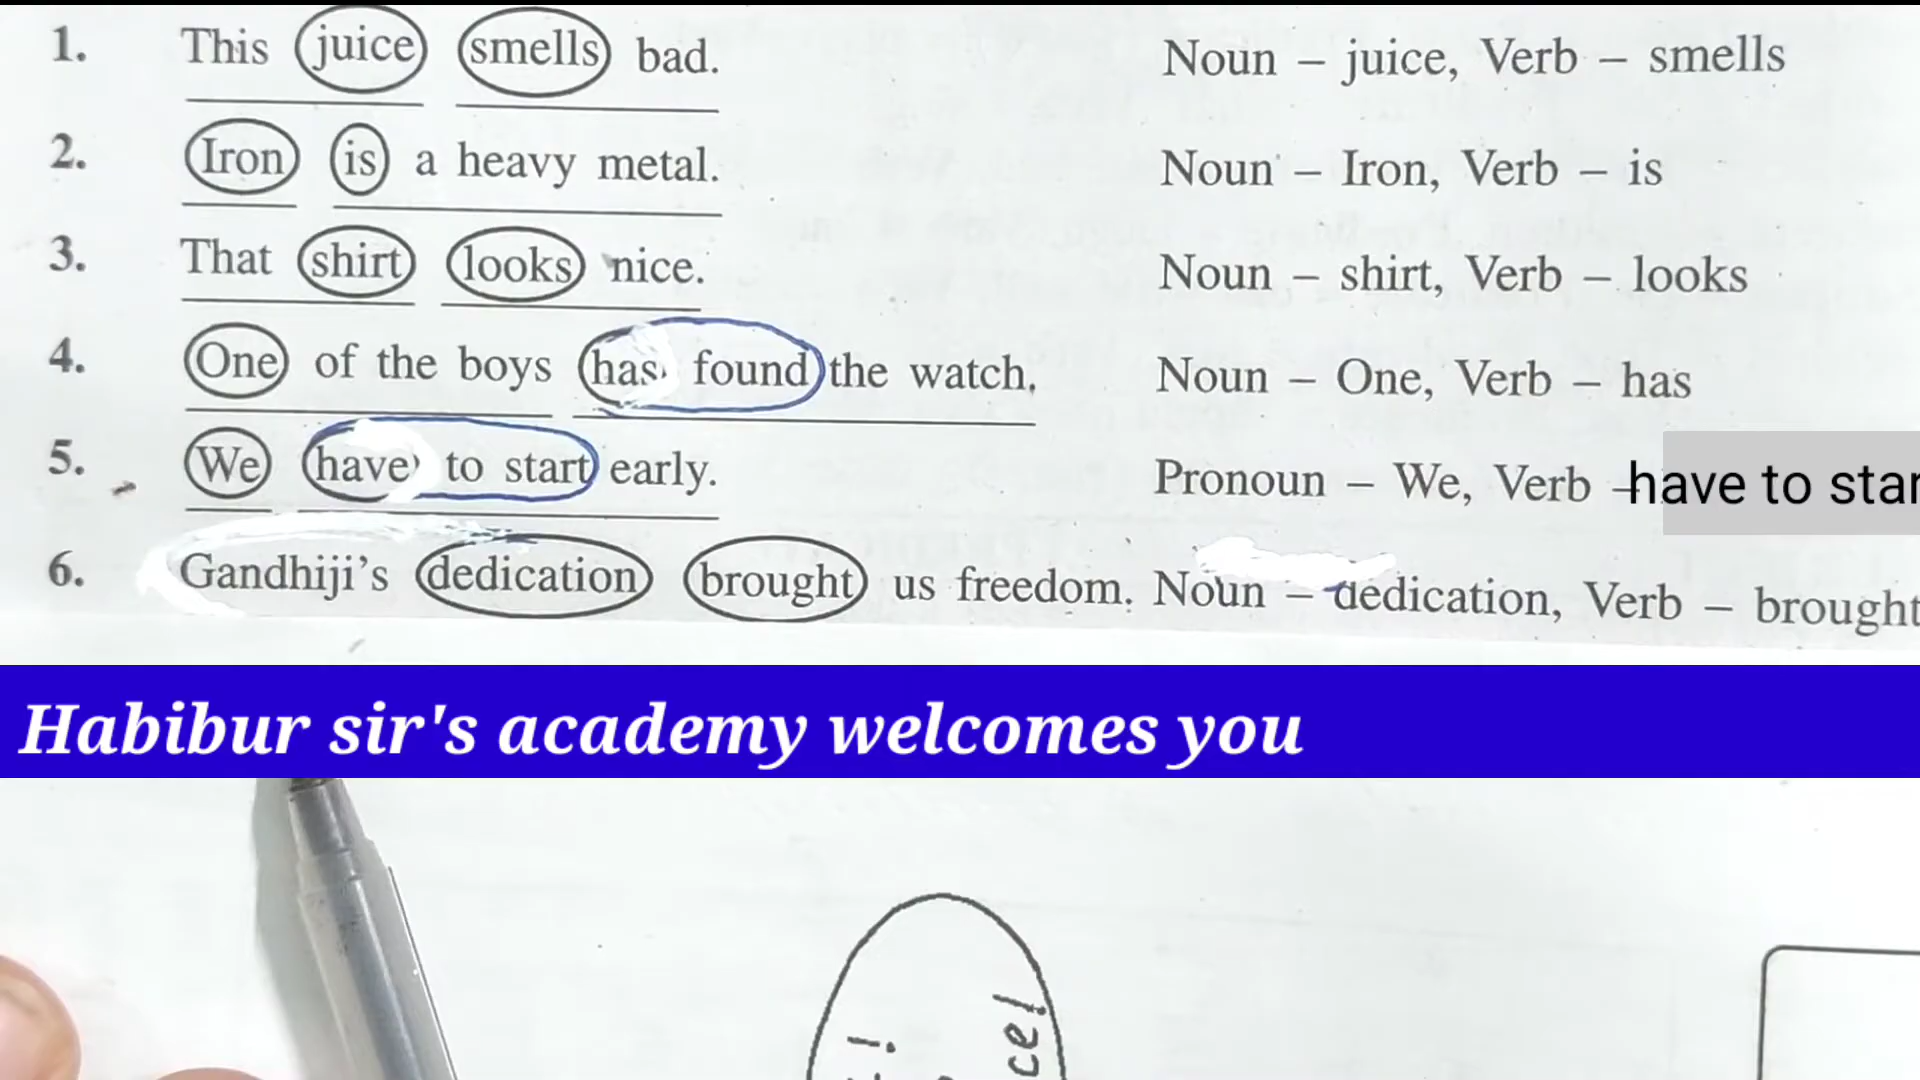 1. This juice smells bad. Noun – juice, Verb – smells
2. Iron is a heavy metal. Noun – Iron, Verb – is
3. That shirt looks nice. Noun – shirt, Verb – looks
4. One of the boys has found the watch. Noun – One, Verb – has
5. We have to start early. Pronoun – We, Verb – have to star
6. Gandhiji's dedication brought us freedom. Noun – dedication, Verb – brought
Habibur sir's academy welcomes you